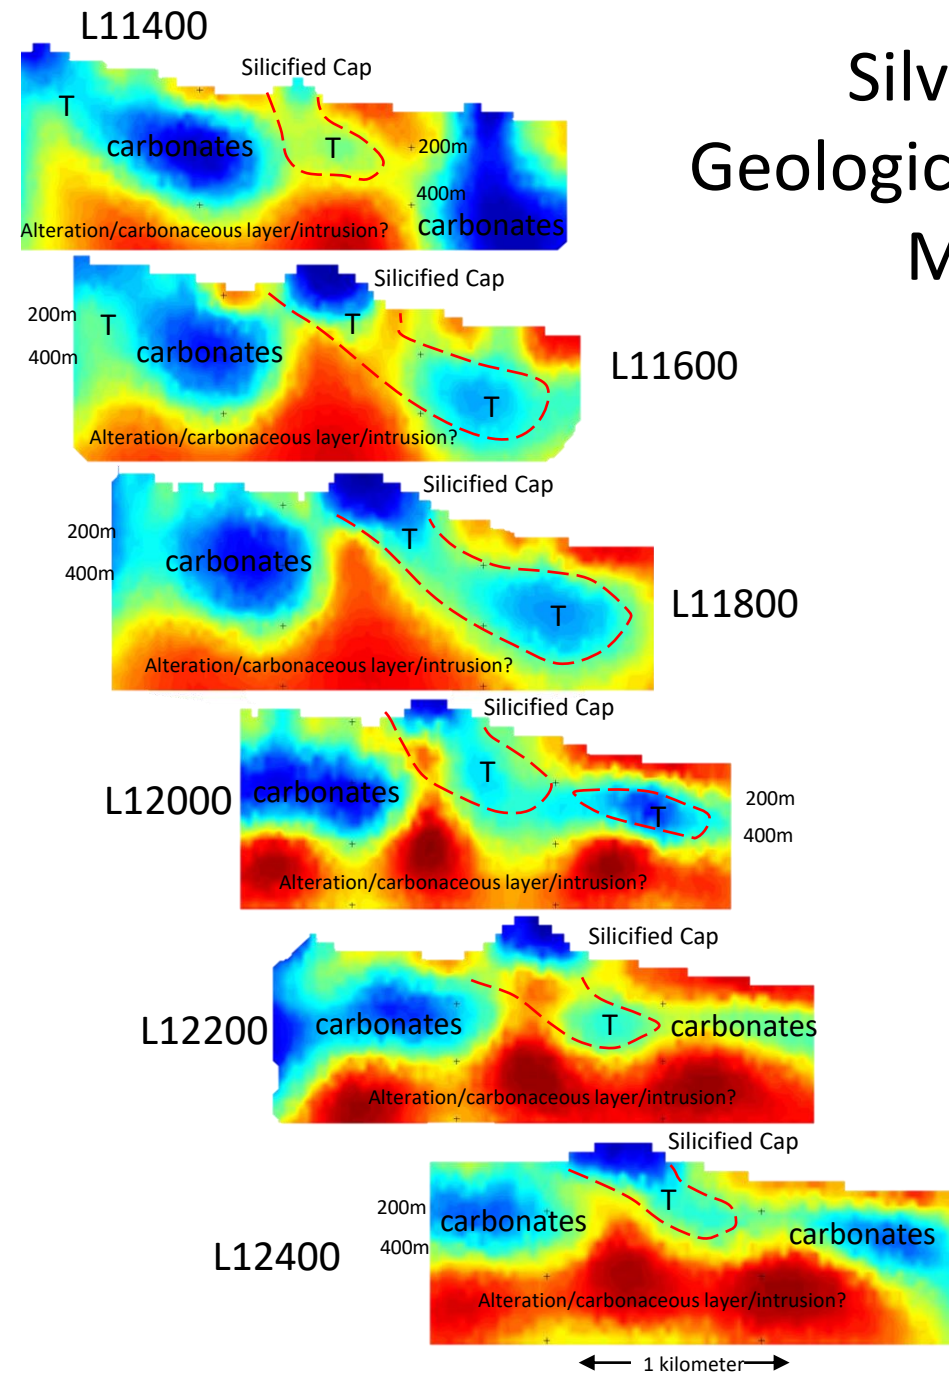 L11400
Silv
Geologic
M
Silicified Cap
T
carbonates
T
200m
400m
carbonates
Alteration/carbonaceous layer/intrusion?
Silicified Cap
200m
T
T
400m
carbonates
L11600
T
Alteration/carbonaceous layer/intrusion?
Silicified Cap
200m
T
carbonates
400m
L11800
T
Alteration/carbonaceous layer/intrusion?
Silicified Cap
T
L12000
carbonates
200m
T
400m
Alteration/carbonaceous layer/intrusion?
Silicified Cap
L12200
carbonates
T
carbonates
Alteration/carbonaceous layer/intrusion?
Silicified Cap
T
200m
carbonates
carbonates
400m
L12400
Alteration/carbonaceous layer/intrusion?
1 kilometer